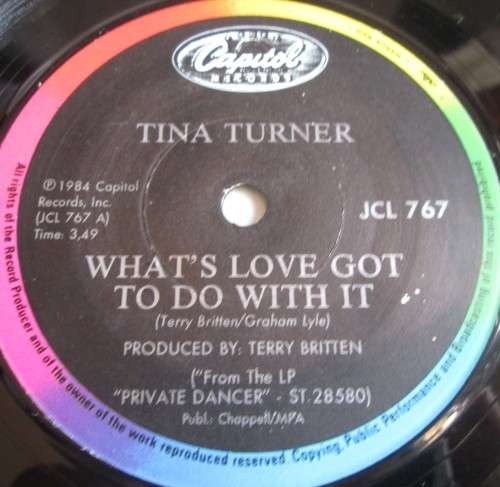 Capitol
RECORDS
TINA TURNER
℗ 1984 Capitol
Records, Inc.
(JCL 767 A)
Time: 3,49
JCL 767
WHAT'S LOVE GOT
TO DO WITH IT
(Terry Britten/Graham Lyle)
PRODUCED BY: TERRY BRITTEN
("From The LP
"PRIVATE DANCER" - ST. 28580)
Publ.: Chappell/MPA
All rights of the Record Producer and of the owner of the work reproduced reserved. Copying, Public Performance and Broadcasting of this record prohibited.